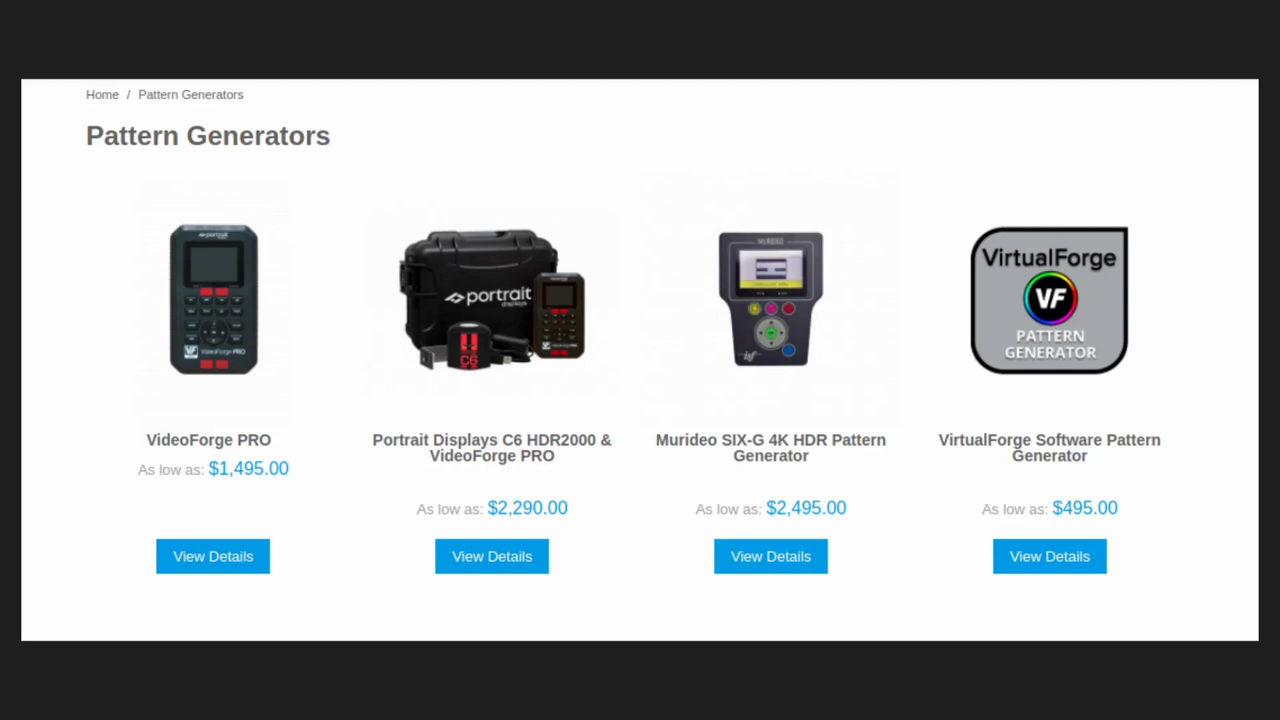 Home / Pattern Generators
Pattern Generators
portrait
VideoForge PRO
portrait
displays
C6
MURIDEO
VirtualForge
VF
PATTERN
GENERATOR
VideoForge PRO
As low as: $1,495.00
Portrait Displays C6 HDR2000 &
VideoForge PRO
As low as: $2,290.00
Murideo SIX-G 4K HDR Pattern
Generator
As low as: $2,495.00
VirtualForge Software Pattern
Generator
As low as: $495.00
View Details
View Details
View Details
View Details